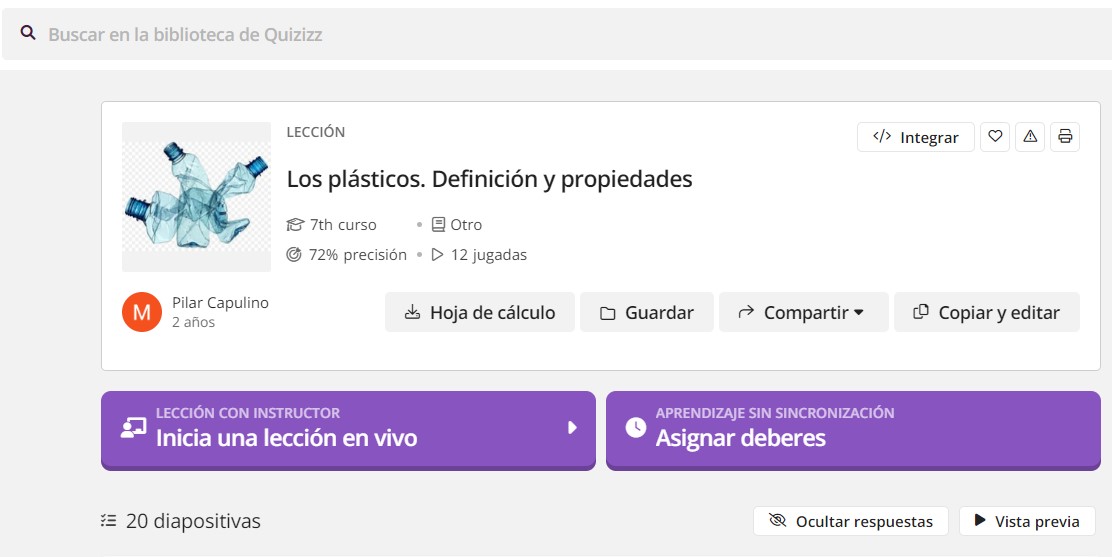 Buscar en la biblioteca de Quizizz
LECCIÓN
</> Integrar
Los plásticos. Definición y propiedades
7th curso • Otro
72% precisión • 12 jugadas
M
Pilar Capulino
2 años
Hoja de cálculo
Guardar
Compartir
Copiar y editar
LECCIÓN CON INSTRUCTOR
Inicia una lección en vivo
APRENDIZAJE SIN SINCRONIZACIÓN
Asignar deberes
20 diapositivas
Ocultar respuestas
Vista previa